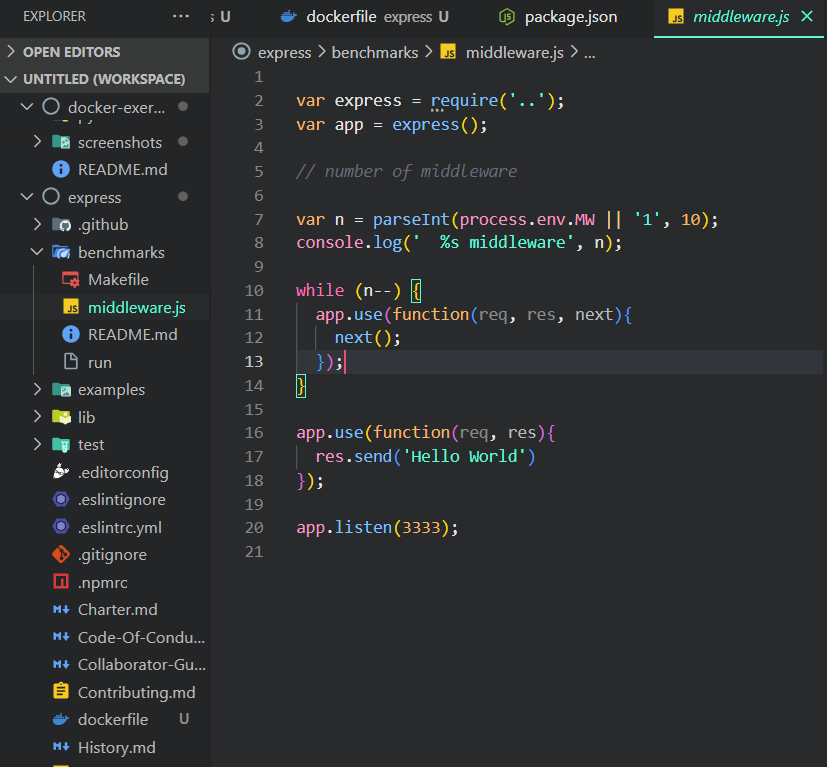 EXPLORER
s U
dockerfile express U
package.json
middleware.js
OPEN EDITORS
UNTITLED (WORKSPACE)
docker-exer...
screenshots
README.md
express
.github
benchmarks
Makefile
middleware.js
README.md
run
examples
lib
test
.editorconfig
.eslintignore
.eslintrc.yml
.gitignore
.npmrc
Charter.md
Code-Of-Condu...
Collaborator-Gu...
Contributing.md
dockerfile U
History.md
express > benchmarks > JS middleware.js > ...
1
2 var express = require('..');
3 var app = express();
4
5 // number of middleware
6
7 var n = parseInt(process.env.MW || '1', 10);
8 console.log('  %s middleware', n);
9
10 while (n--) {
11   app.use(function(req, res, next){
12     next();
13   });
14 }
15
16 app.use(function(req, res){
17   res.send('Hello World')
18 });
19
20 app.listen(3333);
21